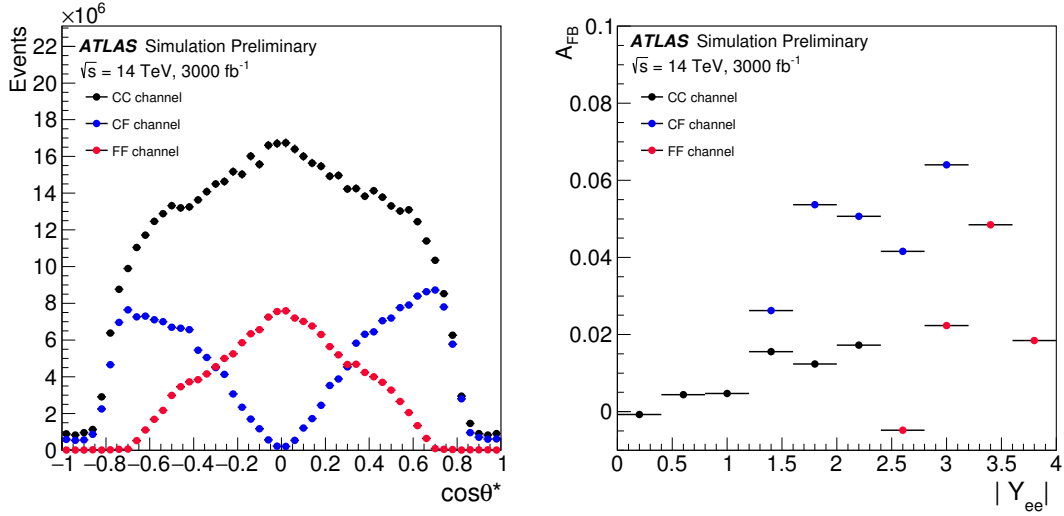 ×10⁶
Events
22
20
18
16
14
12
10
8
6
4
2
0
ATLAS Simulation Preliminary
√s = 14 TeV, 3000 fb⁻¹
CC channel
CF channel
FF channel
−1 −0.8 −0.6 −0.4 −0.2 0 0.2 0.4 0.6 0.8 1
cosθ*
A_FB
0.1
0.08
0.06
0.04
0.02
0
ATLAS Simulation Preliminary
√s = 14 TeV, 3000 fb⁻¹
CC channel
CF channel
FF channel
0 0.5 1 1.5 2 2.5 3 3.5 4
| Y_ee |